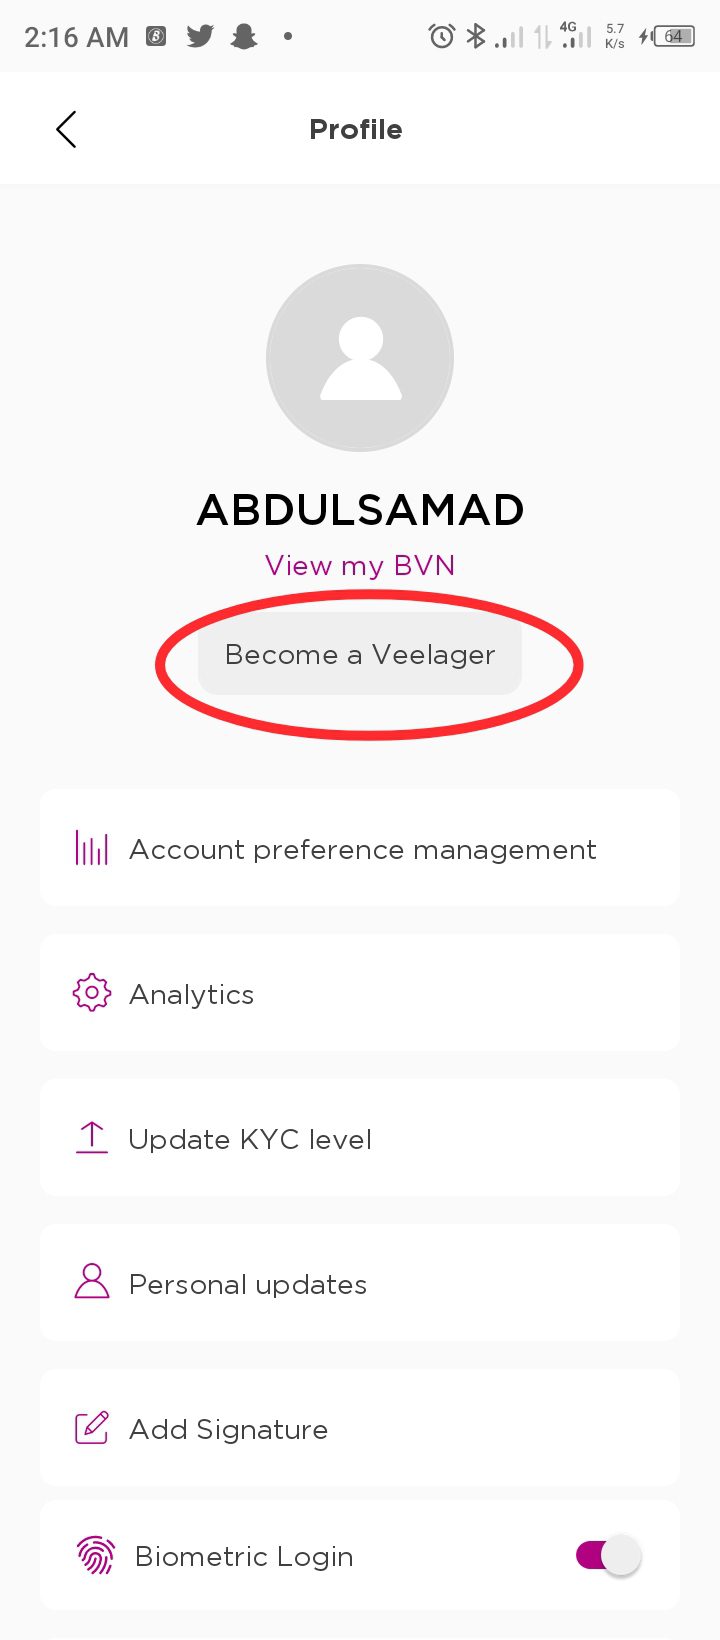 2:16 AM 4G 5.7 K/s 64
Profile
ABDULSAMAD
View my BVN
Become a Veelager
Account preference management
Analytics
Update KYC level
Personal updates
Add Signature
Biometric Login